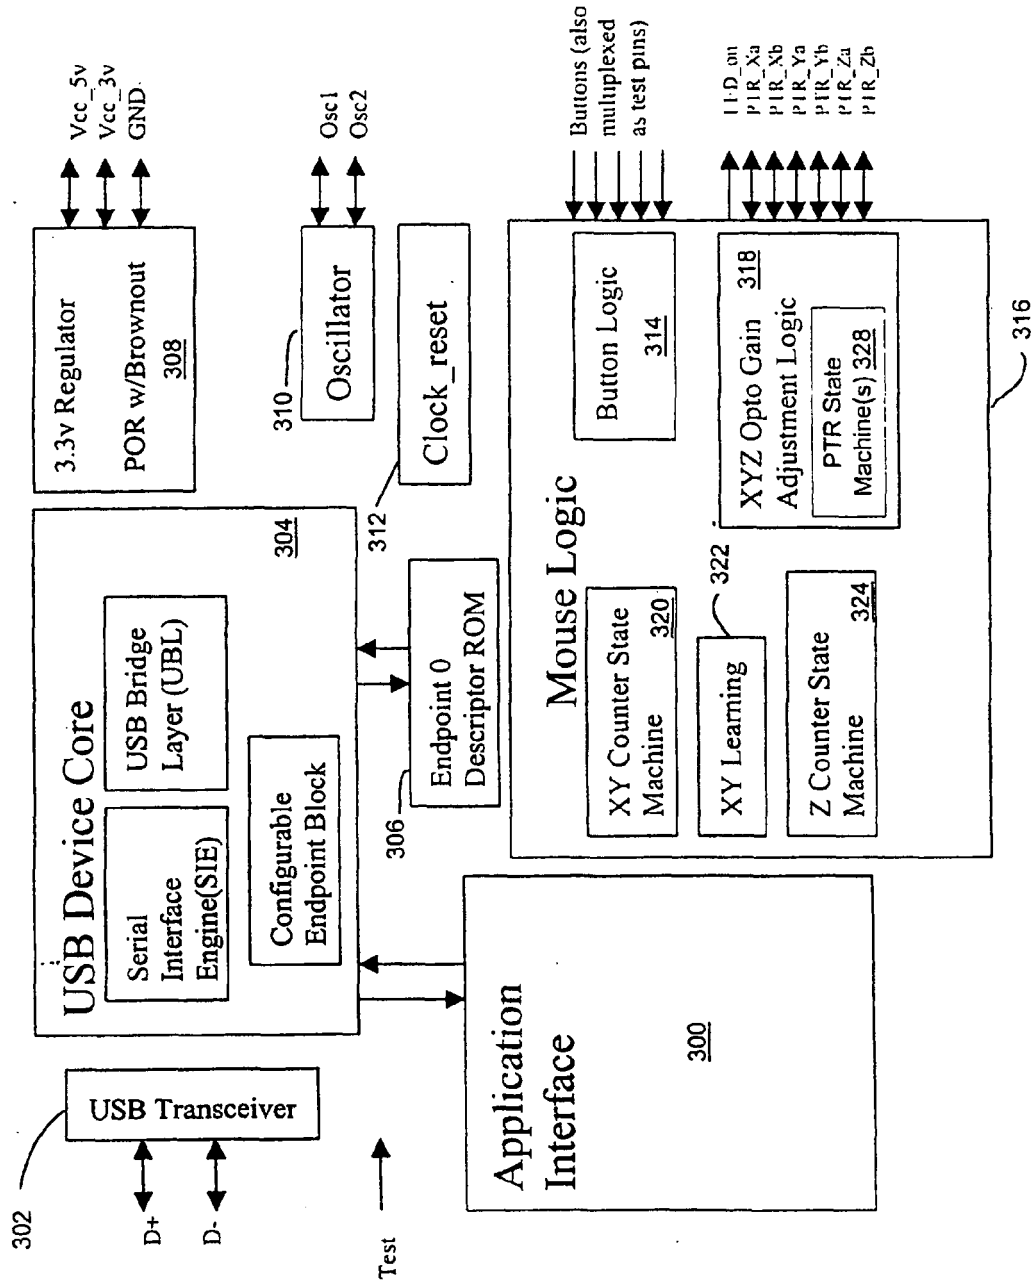 302
USB Transceiver
D+
D-
Test
USB Device Core
Serial
Interface
Engine(SIE)
USB Bridge
Layer (UBL)
304
Configurable
Endpoint Block
3.3v Regulator
POR w/Brownout
308
Vcc_5v
Vcc_3v
GND
310
Oscillator
Osc1
Osc2
312
Clock_reset
306
Endpoint 0
Descriptor ROM
Application
Interface
300
Mouse Logic
XY Counter State
Machine
320
XY Learning
322
Z Counter State
Machine
324
Button Logic
314
XYZ Opto Gain
Adjustment Logic
318
PTR State
Machine(s) 328
Buttons (also
multiplexed
as test pins)
PTR_Xa
PTR_Xb
PTR_Ya
PTR_Yb
PTR_Za
PTR_Zb
316